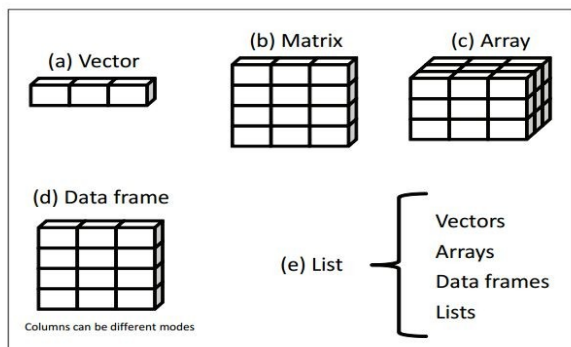 (a) Vector
(b) Matrix
(c) Array
(d) Data frame
Columns can be different modes
(e) List
Vectors
Arrays
Data frames
Lists